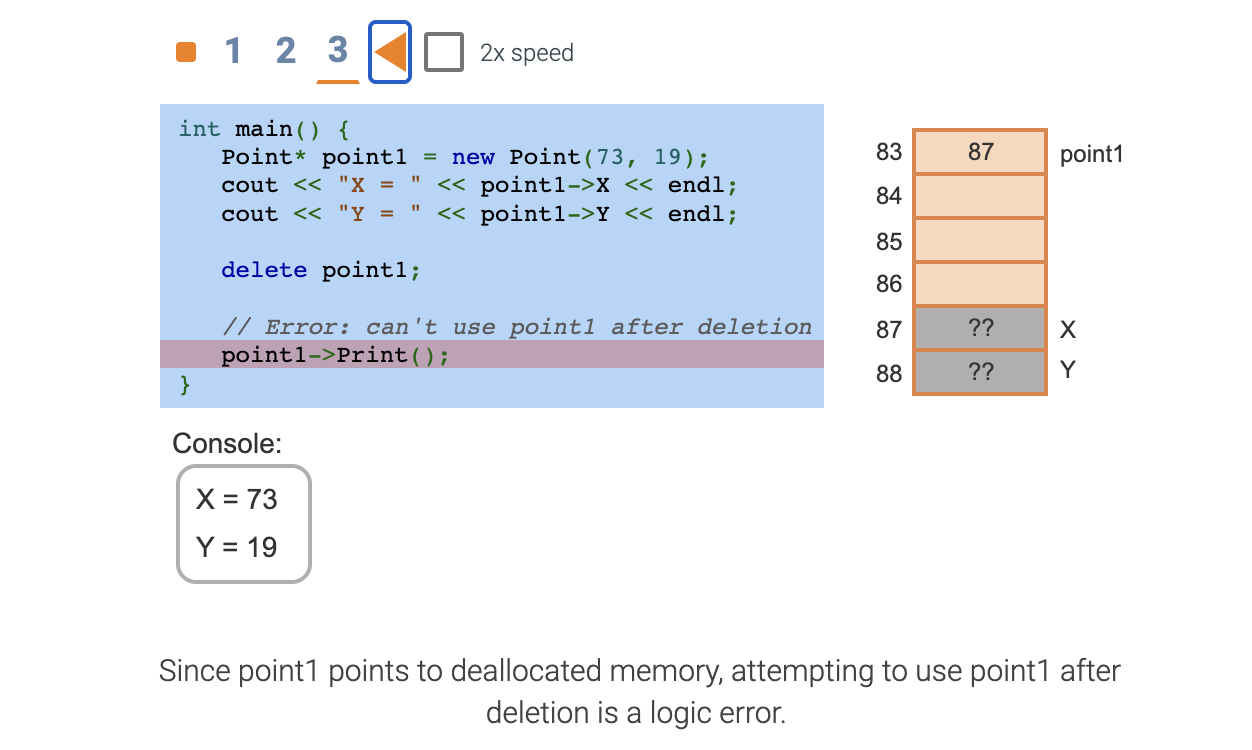 1 2 3 2x speed
int main() {
Point* point1 = new Point(73, 19);
cout << "X = " << point1->X << endl;
cout << "Y = " << point1->Y << endl;
delete point1;
// Error: can't use point1 after deletion
point1->Print();
}
83 87 point1
84
85
86
87 ?? X
88 ?? Y
Console:
X = 73
Y = 19
Since point1 points to deallocated memory, attempting to use point1 after
deletion is a logic error.